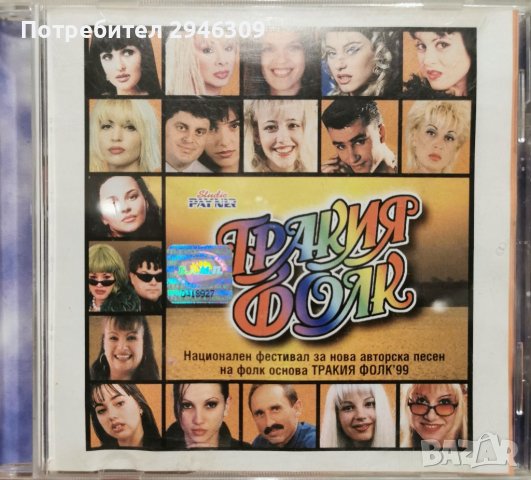 Потребител 2946309
Studio
PAYNER
ТРАКИЯ
ФОЛК
0419927
Национален фестивал за нова авторска песен
на фолк основа ТРАКИЯ ФОЛК'99
BAZAR